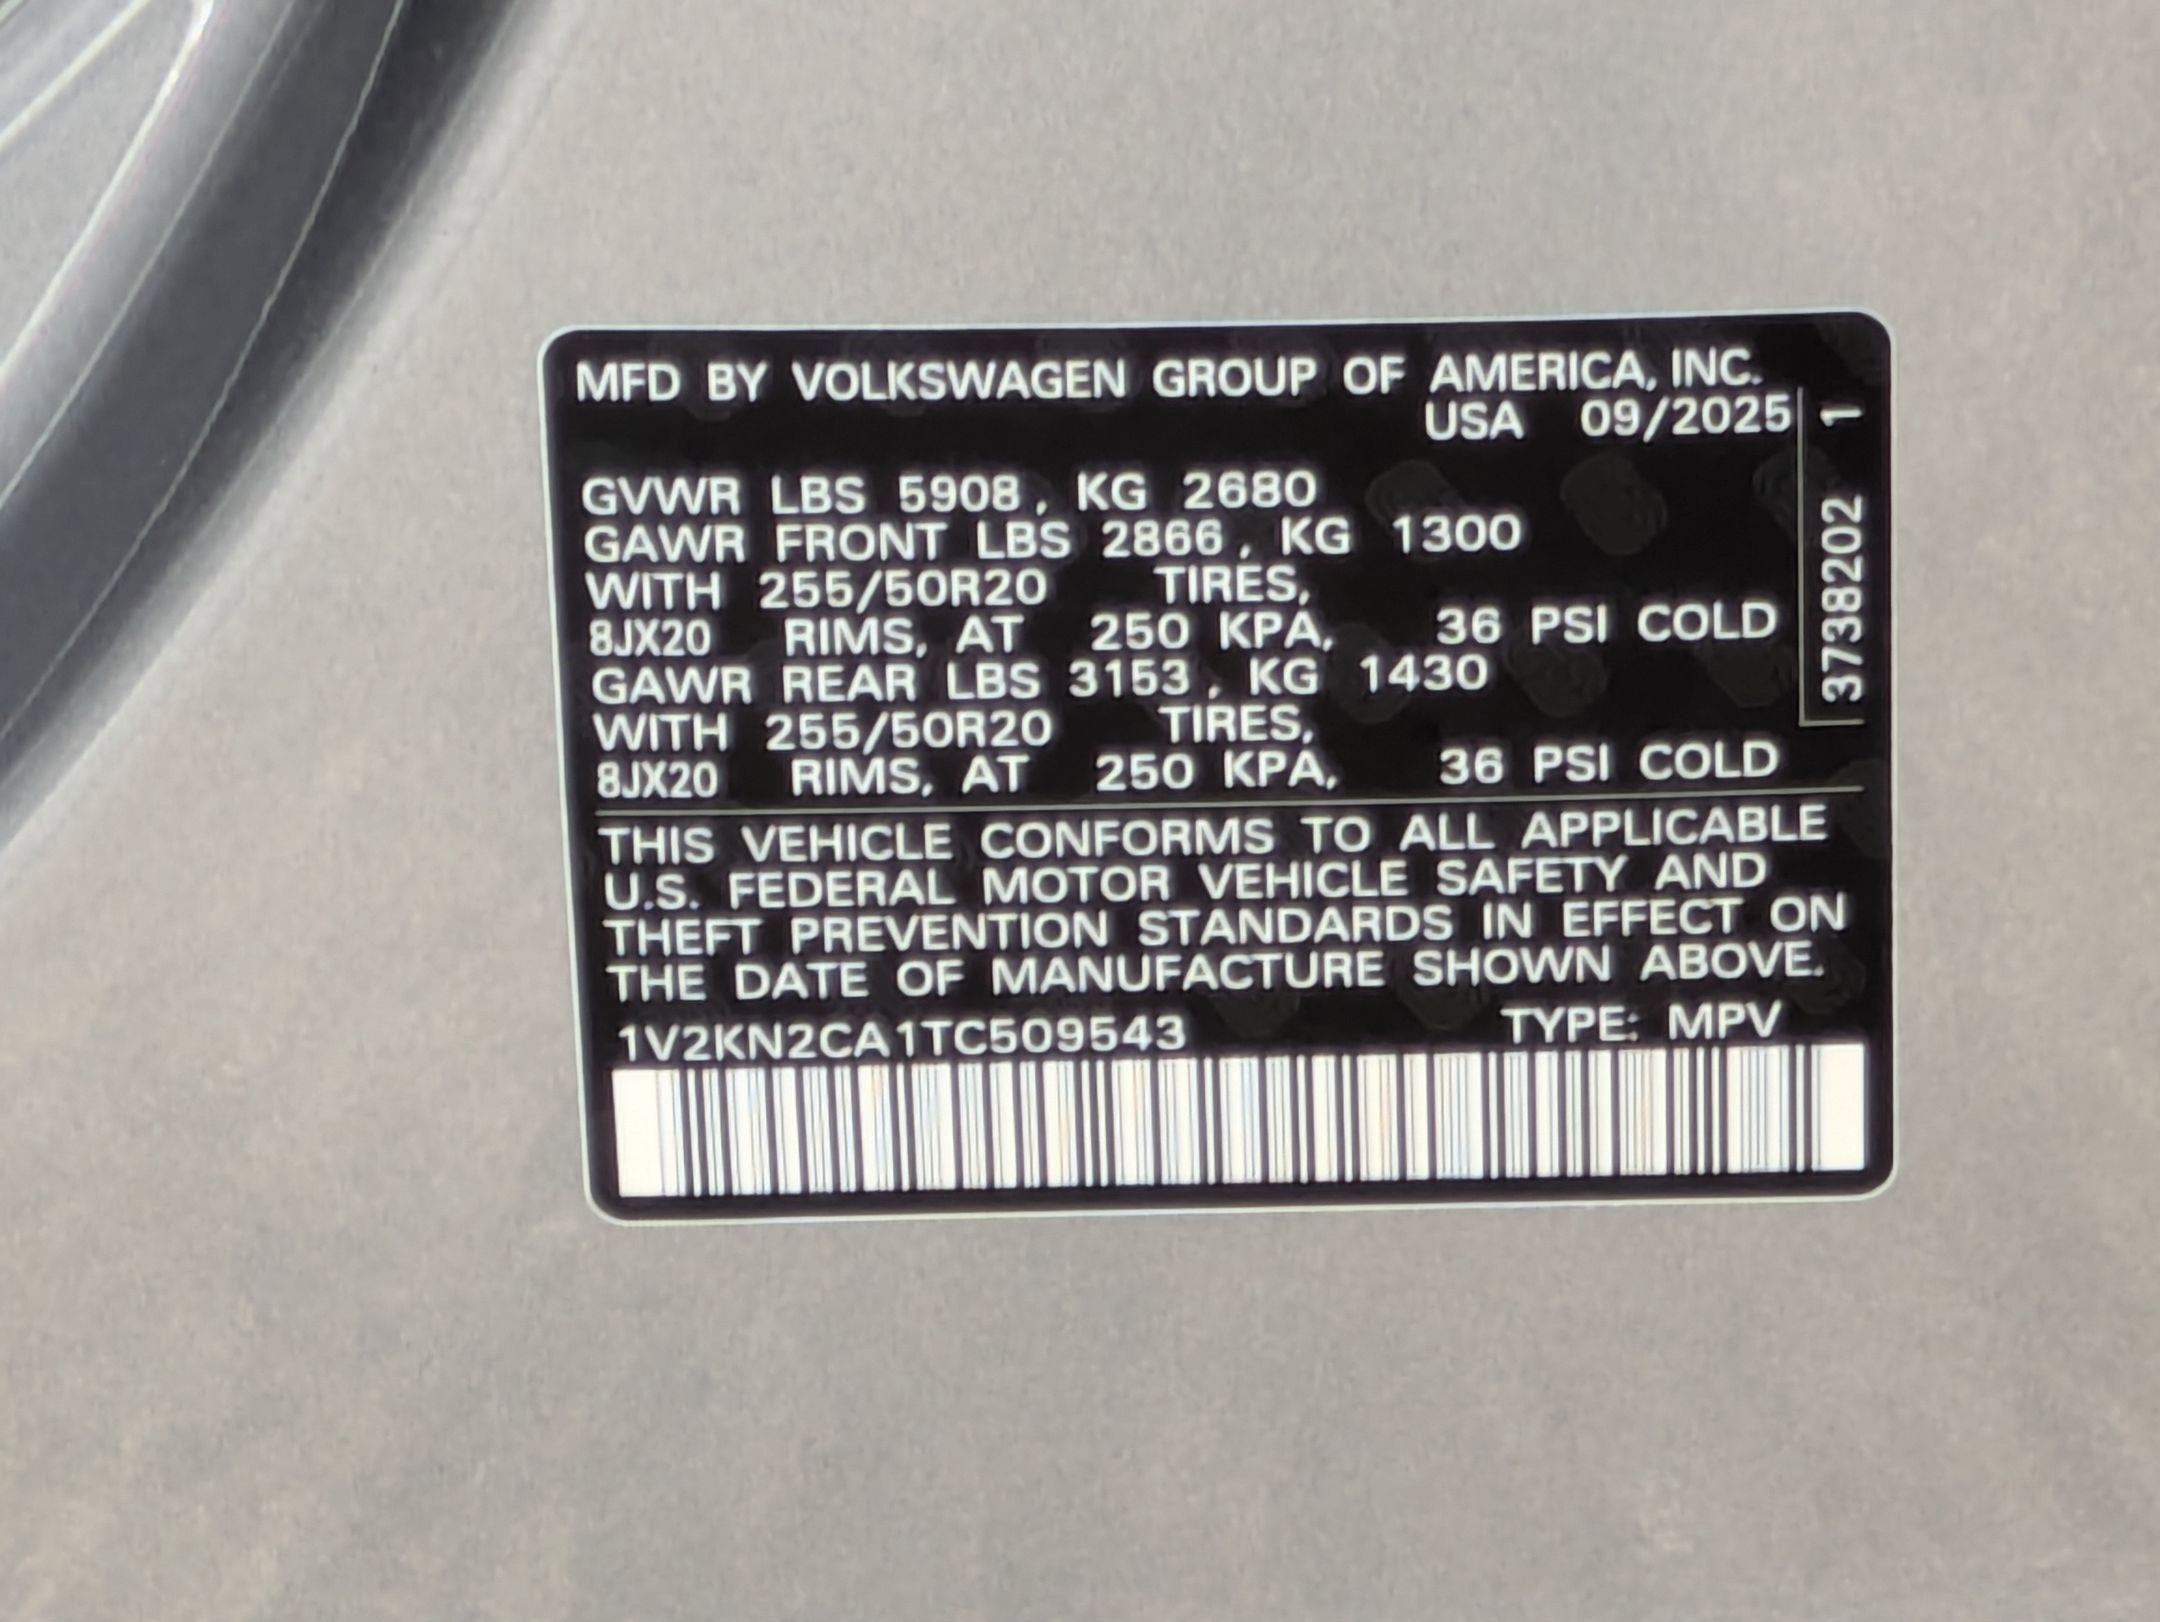 MFD BY VOLKSWAGEN GROUP OF AMERICA, INC.
USA 09/2025
GVWR LBS 5908, KG 2680
GAWR FRONT LBS 2866, KG 1300
WITH 255/50R20 TIRES,
8JX20 RIMS, AT 250 KPA, 36 PSI COLD
GAWR REAR LBS 3153, KG 1430
WITH 255/50R20 TIRES,
8JX20 RIMS, AT 250 KPA, 36 PSI COLD
3738202 1
THIS VEHICLE CONFORMS TO ALL APPLICABLE
U.S. FEDERAL MOTOR VEHICLE SAFETY AND
THEFT PREVENTION STANDARDS IN EFFECT ON
THE DATE OF MANUFACTURE SHOWN ABOVE.
1V2KN2CA1TC509543 TYPE: MPV